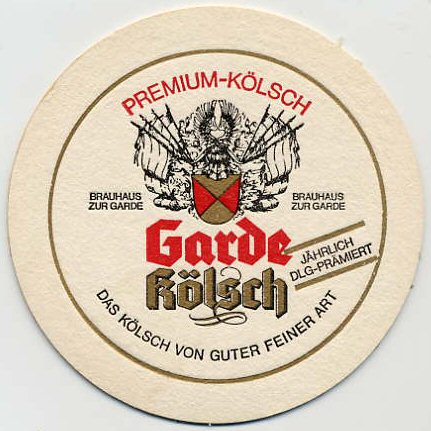 PREMIUM-KÖLSCH
BRAUHAUS
ZUR GARDE
BRAUHAUS
ZUR GARDE
Garde
Kölsch
JÄHRLICH
DLG-PRÄMIERT
DAS KÖLSCH VON GUTER FEINER ART